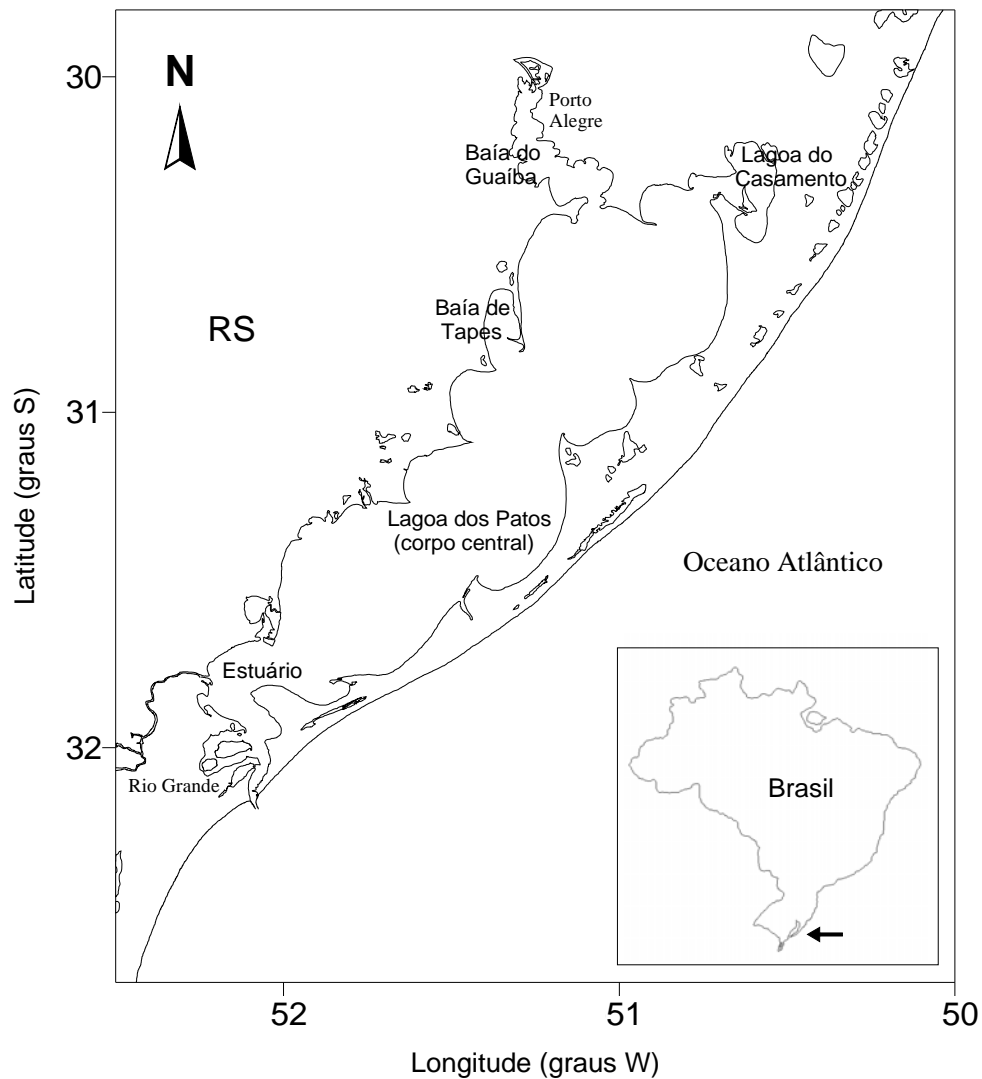 30
N
Porto
Alegre
Baía do
Guaíba
Lagoa do
Casamento
Baía de
Tapes
RS
31
Latitude (graus S)
Lagoa dos Patos
(corpo central)
Oceano Atlântico
Estuário
32
Rio Grande
Brasil
52
51
50
Longitude (graus W)